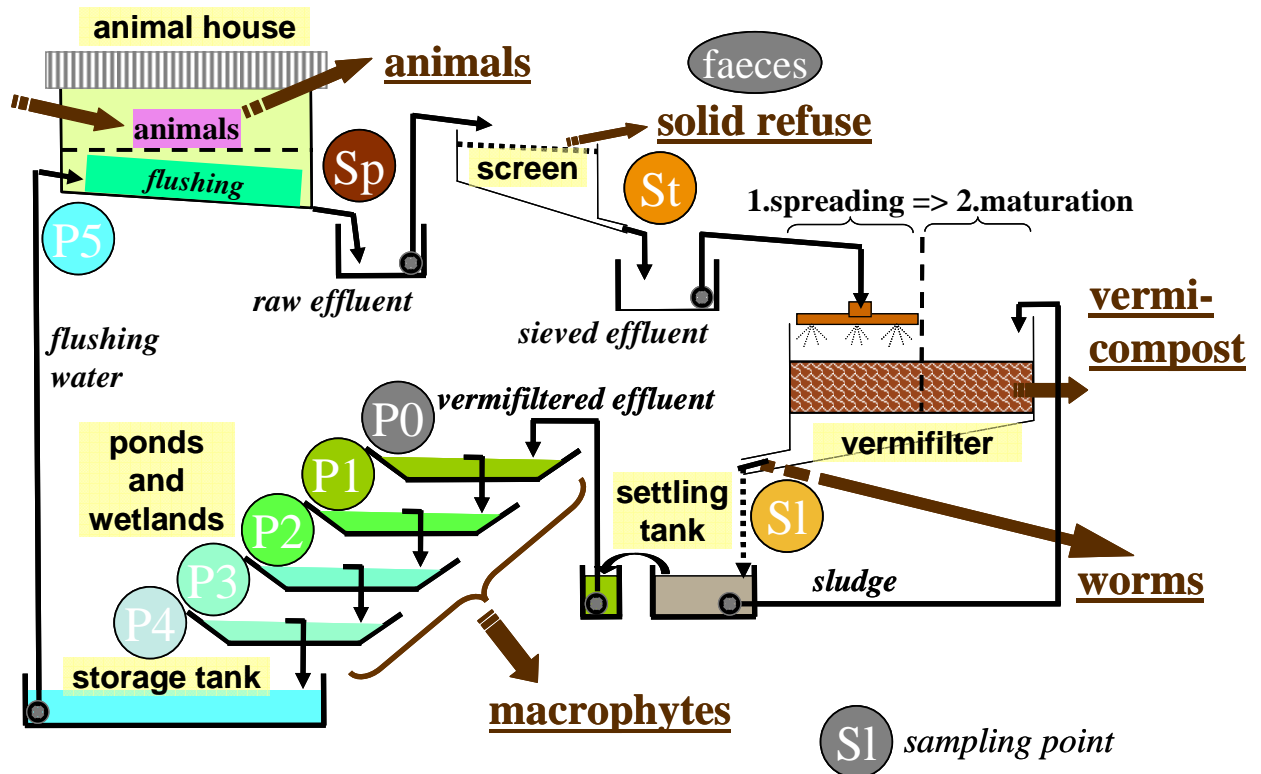 animal house
animals
faeces
solid refuse
animals
flushing
Sp
screen
St
1.spreading => 2.maturation
P5
raw effluent
sieved effluent
vermi-
compost
flushing
water
vermifiltered effluent
P0
vermifilter
ponds
and
wetlands
P1
settling
tank
Sl
P2
P3
sludge
worms
P4
storage tank
macrophytes
Sl
sampling point